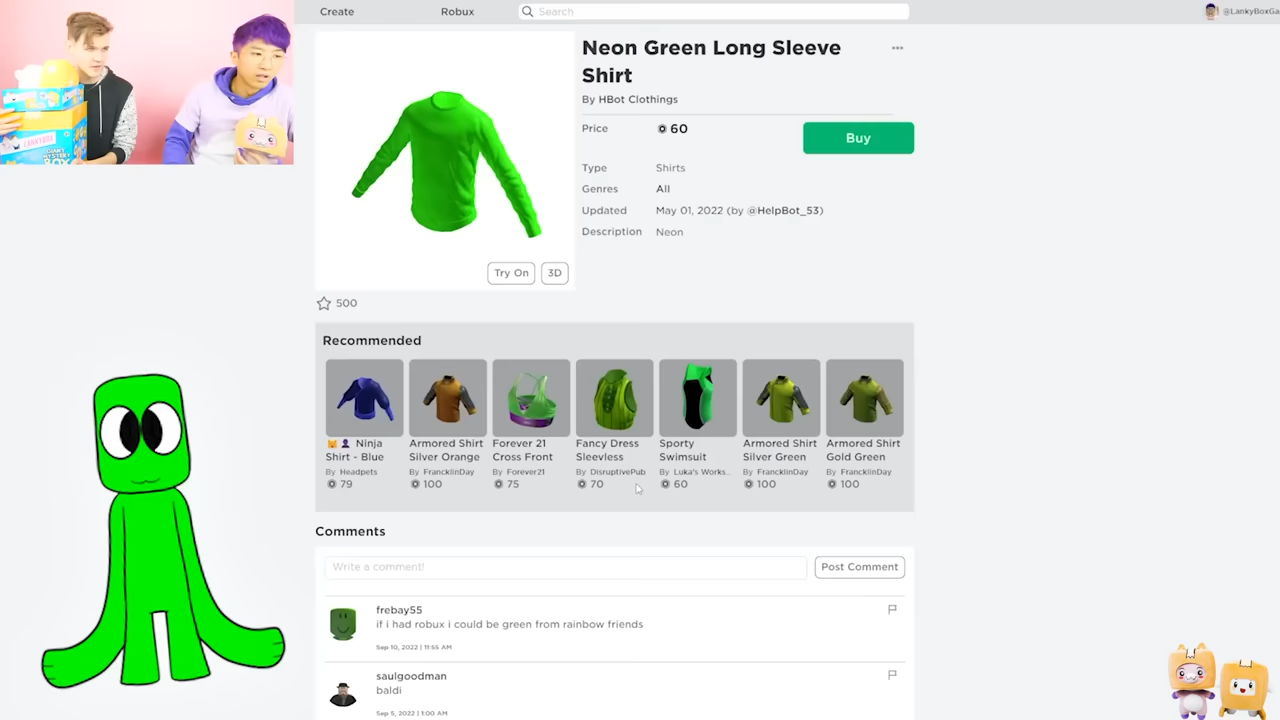 Create
Robux
Search
@LankyBoxGa
Neon Green Long Sleeve
Shirt
By HBot Clothings
Price
60
Buy
Type
Shirts
Genres
All
Updated
May 01, 2022 (by @HelpBot_53)
Description
Neon
Try On
3D
500
Recommended
Ninja
Shirt - Blue
By Headpets
79
Armored Shirt
Silver Orange
By FrancklinDay
100
Forever 21
Cross Front
By Forever21
75
Fancy Dress
Sleevless
By DisruptivePub
70
Sporty
Swimsuit
By Luka's Works..
60
Armored Shirt
Silver Green
By FrancklinDay
100
Armored Shirt
Gold Green
By FrancklinDay
100
Comments
Write a comment!
Post Comment
frebay55
if i had robux i could be green from rainbow friends
Sep 10, 2022 | 11:55 AM
saulgoodman
baldi
Sep 5, 2022 | 1:00 AM
LANKYBOX
GIANT
MYSTERY
BOX